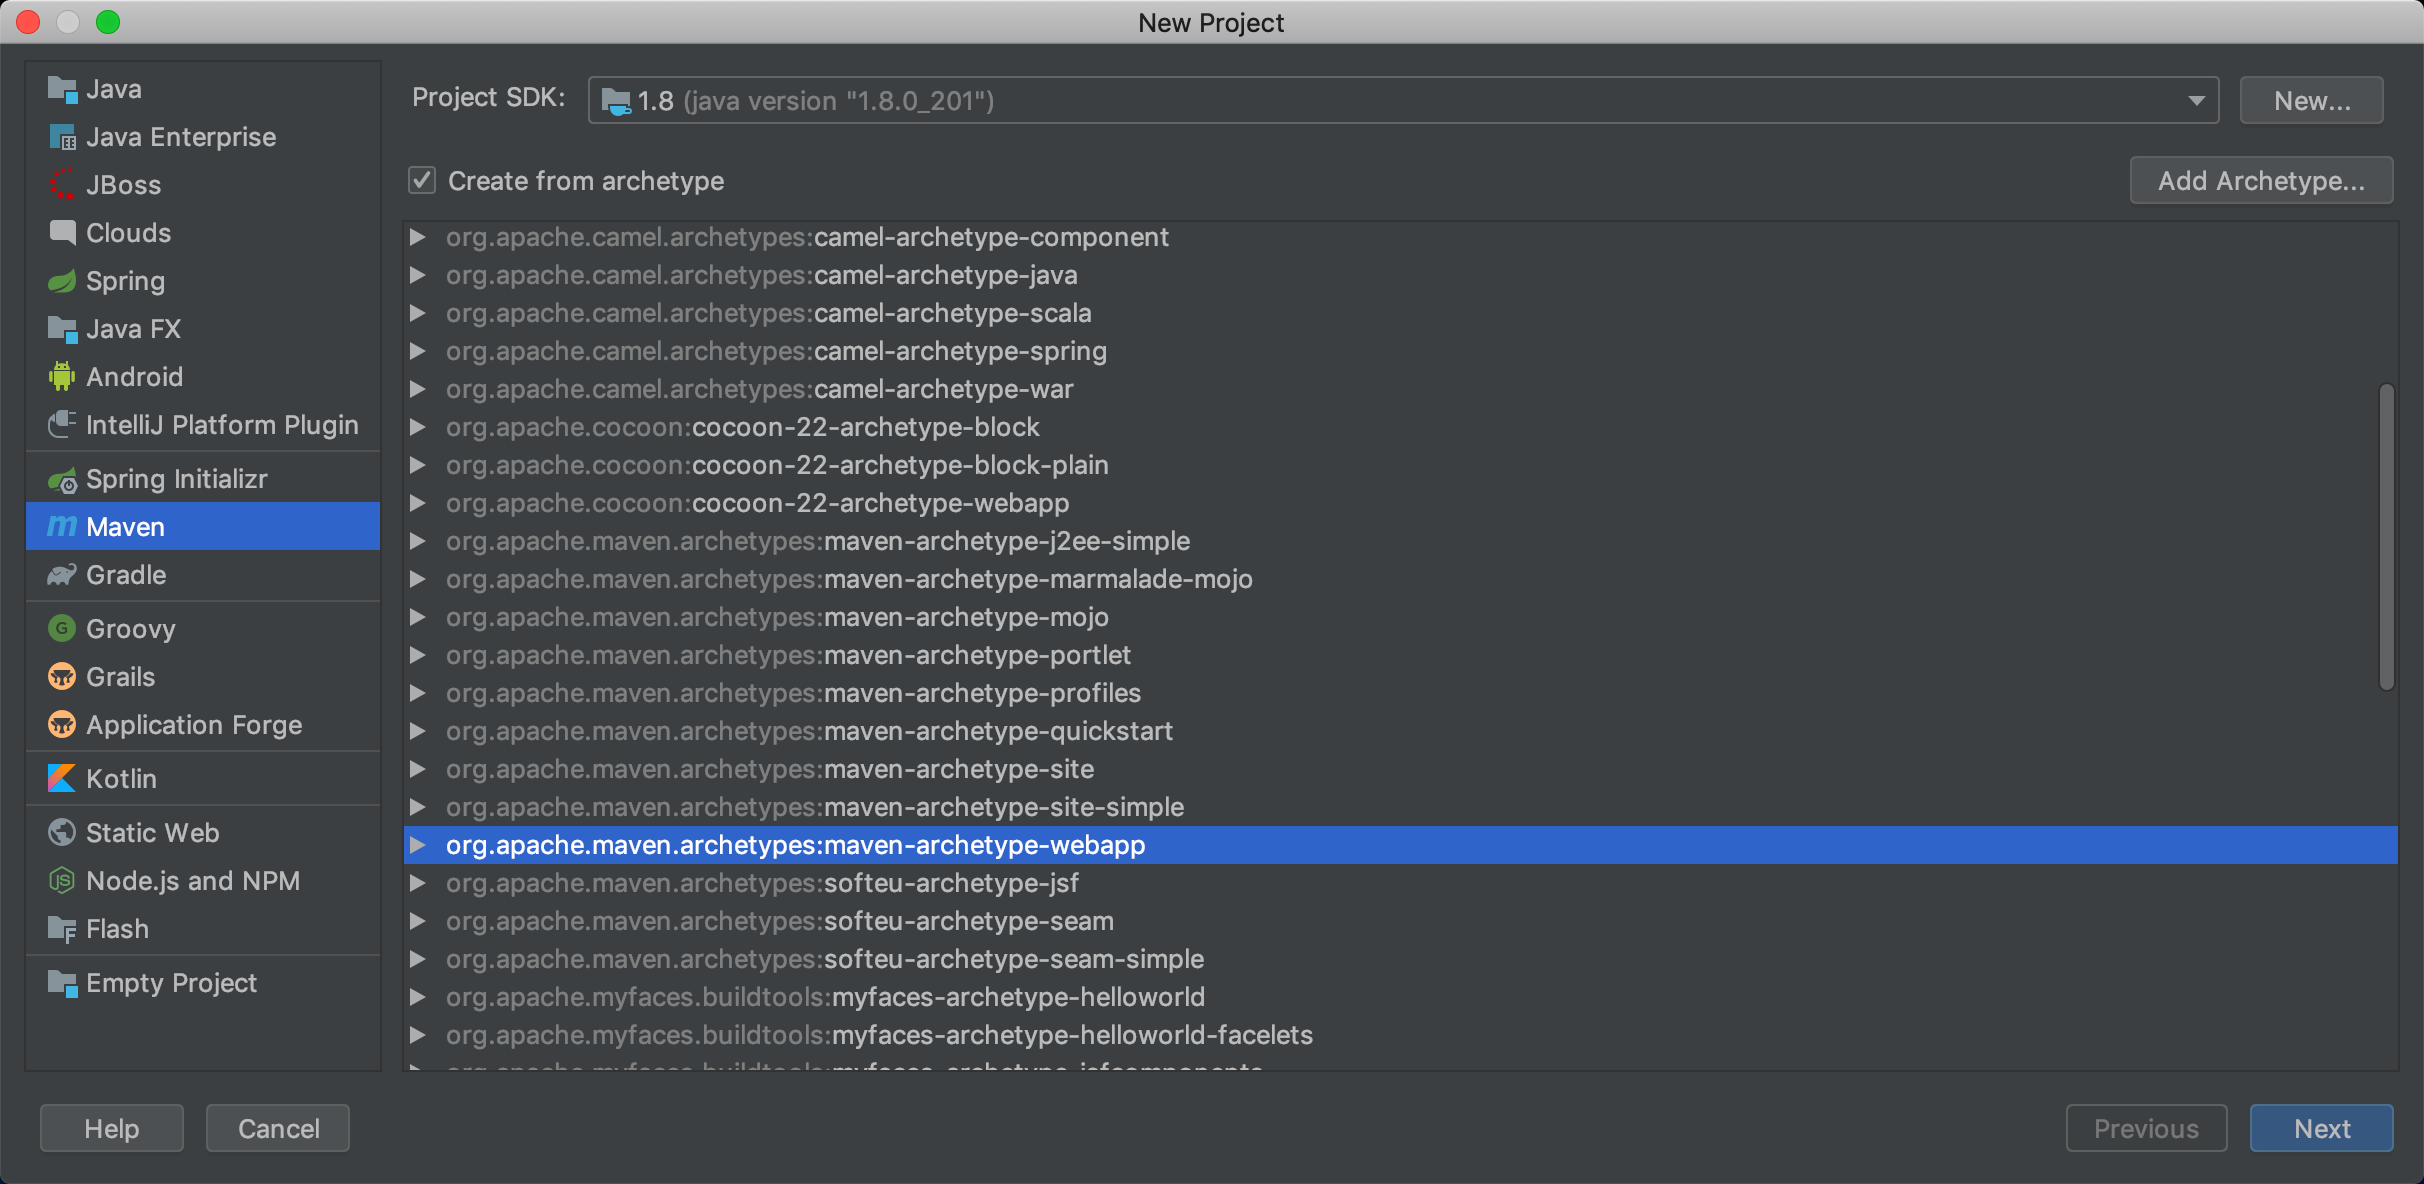 New Project
Java
Java Enterprise
JBoss
Clouds
Spring
Java FX
Android
IntelliJ Platform Plugin
Spring Initializr
Maven
Gradle
Groovy
Grails
Application Forge
Kotlin
Static Web
Node.js and NPM
Flash
Empty Project
Project SDK: 1.8 (java version "1.8.0_201") New...
Create from archetype Add Archetype...
org.apache.camel.archetypes:camel-archetype-component
org.apache.camel.archetypes:camel-archetype-java
org.apache.camel.archetypes:camel-archetype-scala
org.apache.camel.archetypes:camel-archetype-spring
org.apache.camel.archetypes:camel-archetype-war
org.apache.cocoon:cocoon-22-archetype-block
org.apache.cocoon:cocoon-22-archetype-block-plain
org.apache.cocoon:cocoon-22-archetype-webapp
org.apache.maven.archetypes:maven-archetype-j2ee-simple
org.apache.maven.archetypes:maven-archetype-marmalade-mojo
org.apache.maven.archetypes:maven-archetype-mojo
org.apache.maven.archetypes:maven-archetype-portlet
org.apache.maven.archetypes:maven-archetype-profiles
org.apache.maven.archetypes:maven-archetype-quickstart
org.apache.maven.archetypes:maven-archetype-site
org.apache.maven.archetypes:maven-archetype-site-simple
org.apache.maven.archetypes:maven-archetype-webapp
org.apache.maven.archetypes:softeu-archetype-jsf
org.apache.maven.archetypes:softeu-archetype-seam
org.apache.maven.archetypes:softeu-archetype-seam-simple
org.apache.myfaces.buildtools:myfaces-archetype-helloworld
org.apache.myfaces.buildtools:myfaces-archetype-helloworld-facelets
org.apache.myfaces.buildtools:myfaces-archetype-jsfcomponents
Help Cancel Previous Next